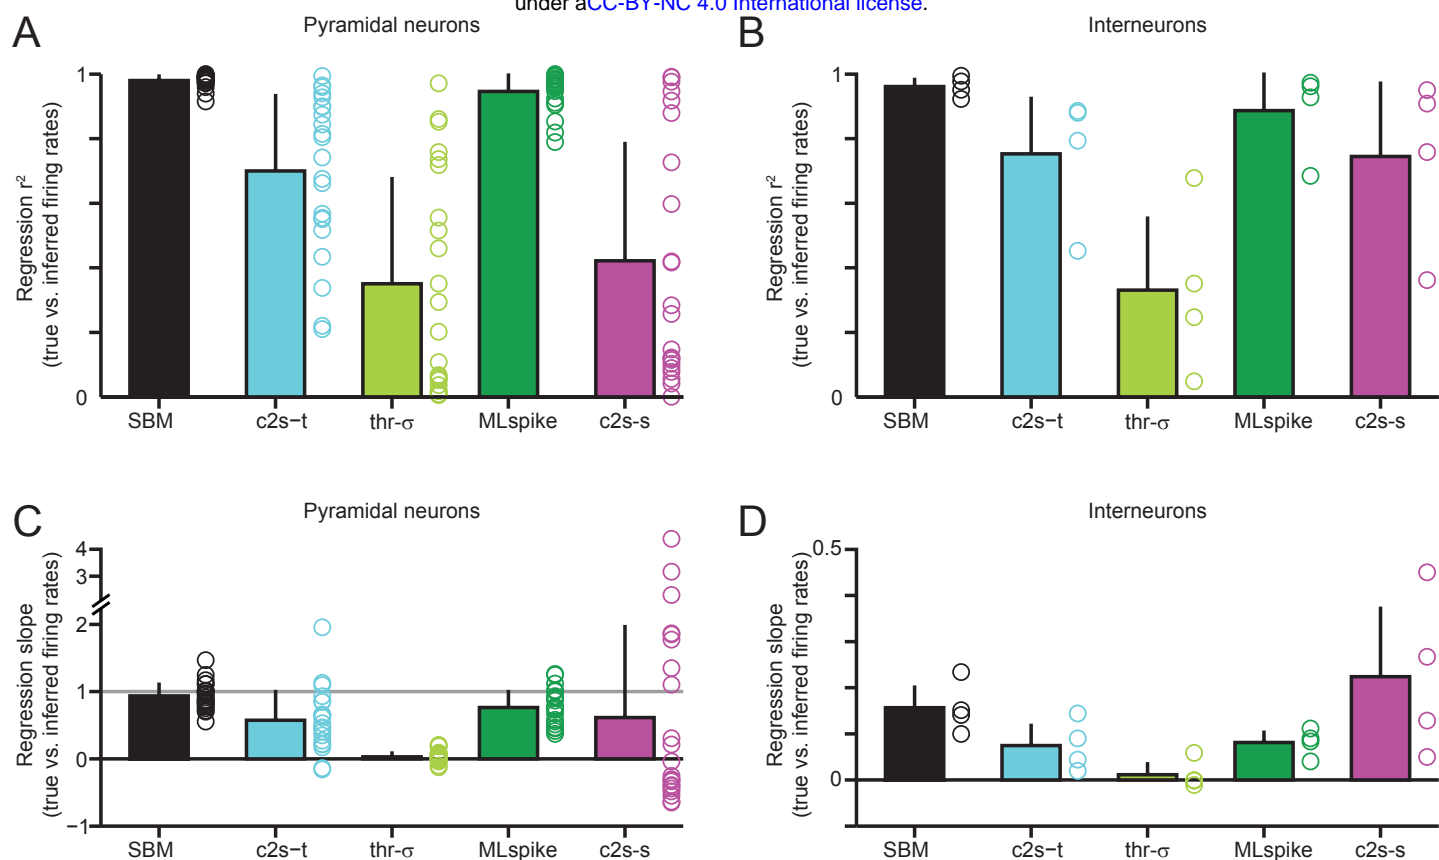 under aCC-BY-NC 4.0 International license.
A
Pyramidal neurons
Regression r²
(true vs. inferred firing rates)
1
0
SBM
c2s−t
thr-σ
MLspike
c2s-s
B
Interneurons
Regression r²
(true vs. inferred firing rates)
1
0
SBM
c2s−t
thr-σ
MLspike
c2s-s
C
Pyramidal neurons
Regression slope
(true vs. inferred firing rates)
4
3
2
1
0
−1
SBM
c2s−t
thr-σ
MLspike
c2s-s
D
Interneurons
Regression slope
(true vs. inferred firing rates)
0.5
0
SBM
c2s−t
thr-σ
MLspike
c2s-s